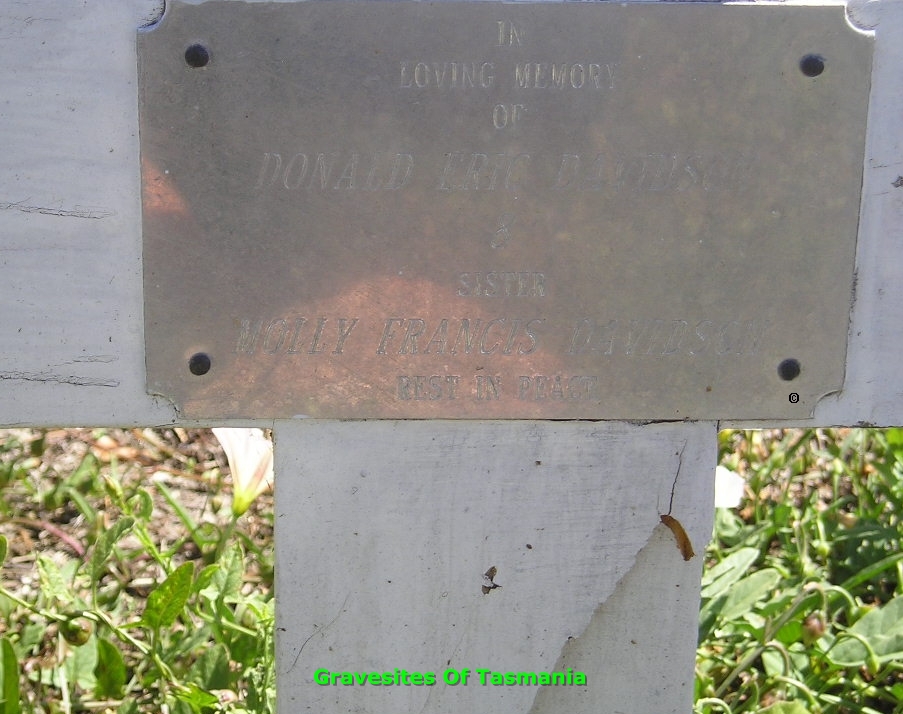 IN
LOVING MEMORY
OF
DONALD ERIC DAVIDSON
&
SISTER
MOLLY FRANCIS DAVIDSON
REST IN PEACE
©
Gravesites Of Tasmania